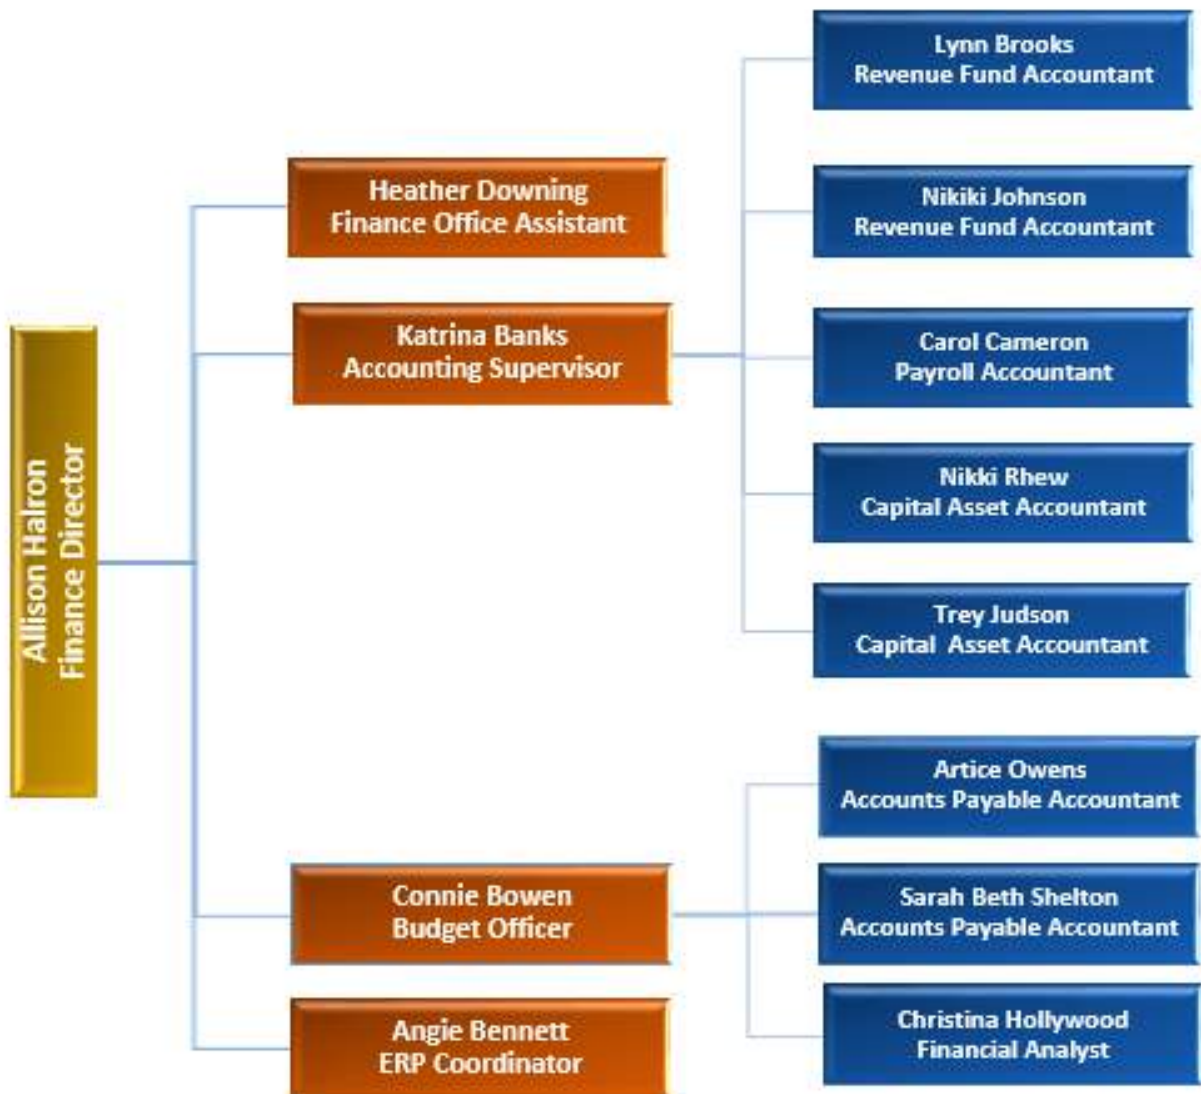 Allison Halron
Finance Director
Heather Downing
Finance Office Assistant
Katrina Banks
Accounting Supervisor
Connie Bowen
Budget Officer
Angie Bennett
ERP Coordinator
Lynn Brooks
Revenue Fund Accountant
Nikiki Johnson
Revenue Fund Accountant
Carol Cameron
Payroll Accountant
Nikki Rhew
Capital Asset Accountant
Trey Judson
Capital Asset Accountant
Artice Owens
Accounts Payable Accountant
Sarah Beth Shelton
Accounts Payable Accountant
Christina Hollywood
Financial Analyst